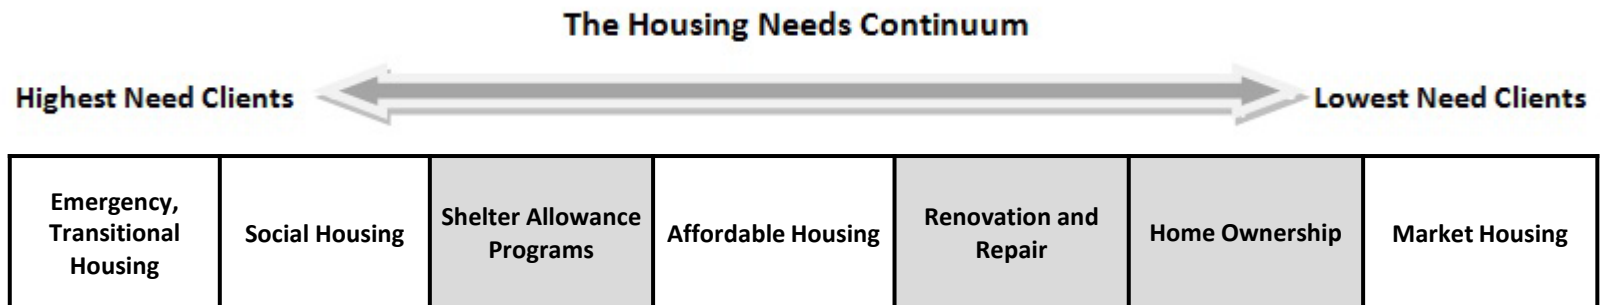 The Housing Needs Continuum
Highest Need Clients
Lowest Need Clients
Emergency,
Transitional
Housing
Social Housing
Shelter Allowance
Programs
Affordable Housing
Renovation and
Repair
Home Ownership
Market Housing